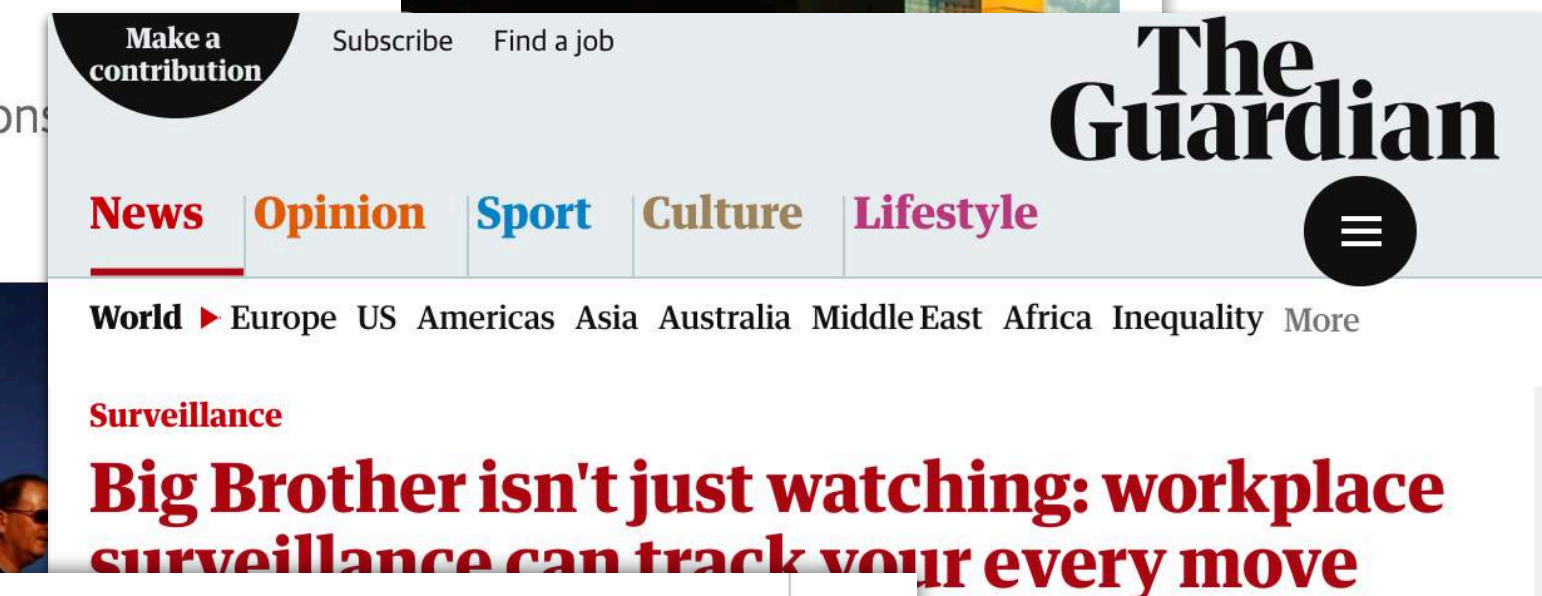 Make a
contribution
Subscribe Find a job
The
Guardian
News Opinion Sport Culture Lifestyle
World Europe US Americas Asia Australia Middle East Africa Inequality More
Surveillance
Big Brother isn't just watching: workplace
surveillance can track your every move